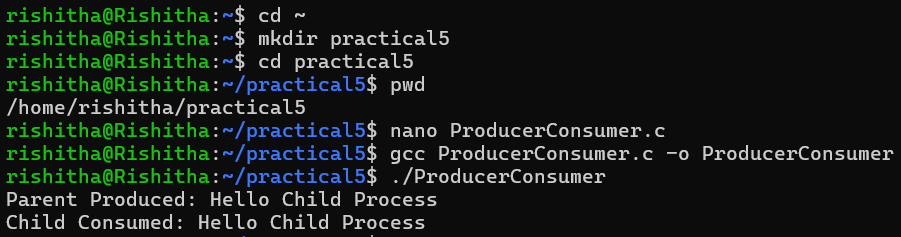 rishitha@Rishitha:~$ cd ~
rishitha@Rishitha:~$ mkdir practical5
rishitha@Rishitha:~$ cd practical5
rishitha@Rishitha:~/practical5$ pwd
/home/rishitha/practical5
rishitha@Rishitha:~/practical5$ nano ProducerConsumer.c
rishitha@Rishitha:~/practical5$ gcc ProducerConsumer.c -o ProducerConsumer
rishitha@Rishitha:~/practical5$ ./ProducerConsumer
Parent Produced: Hello Child Process
Child Consumed: Hello Child Process